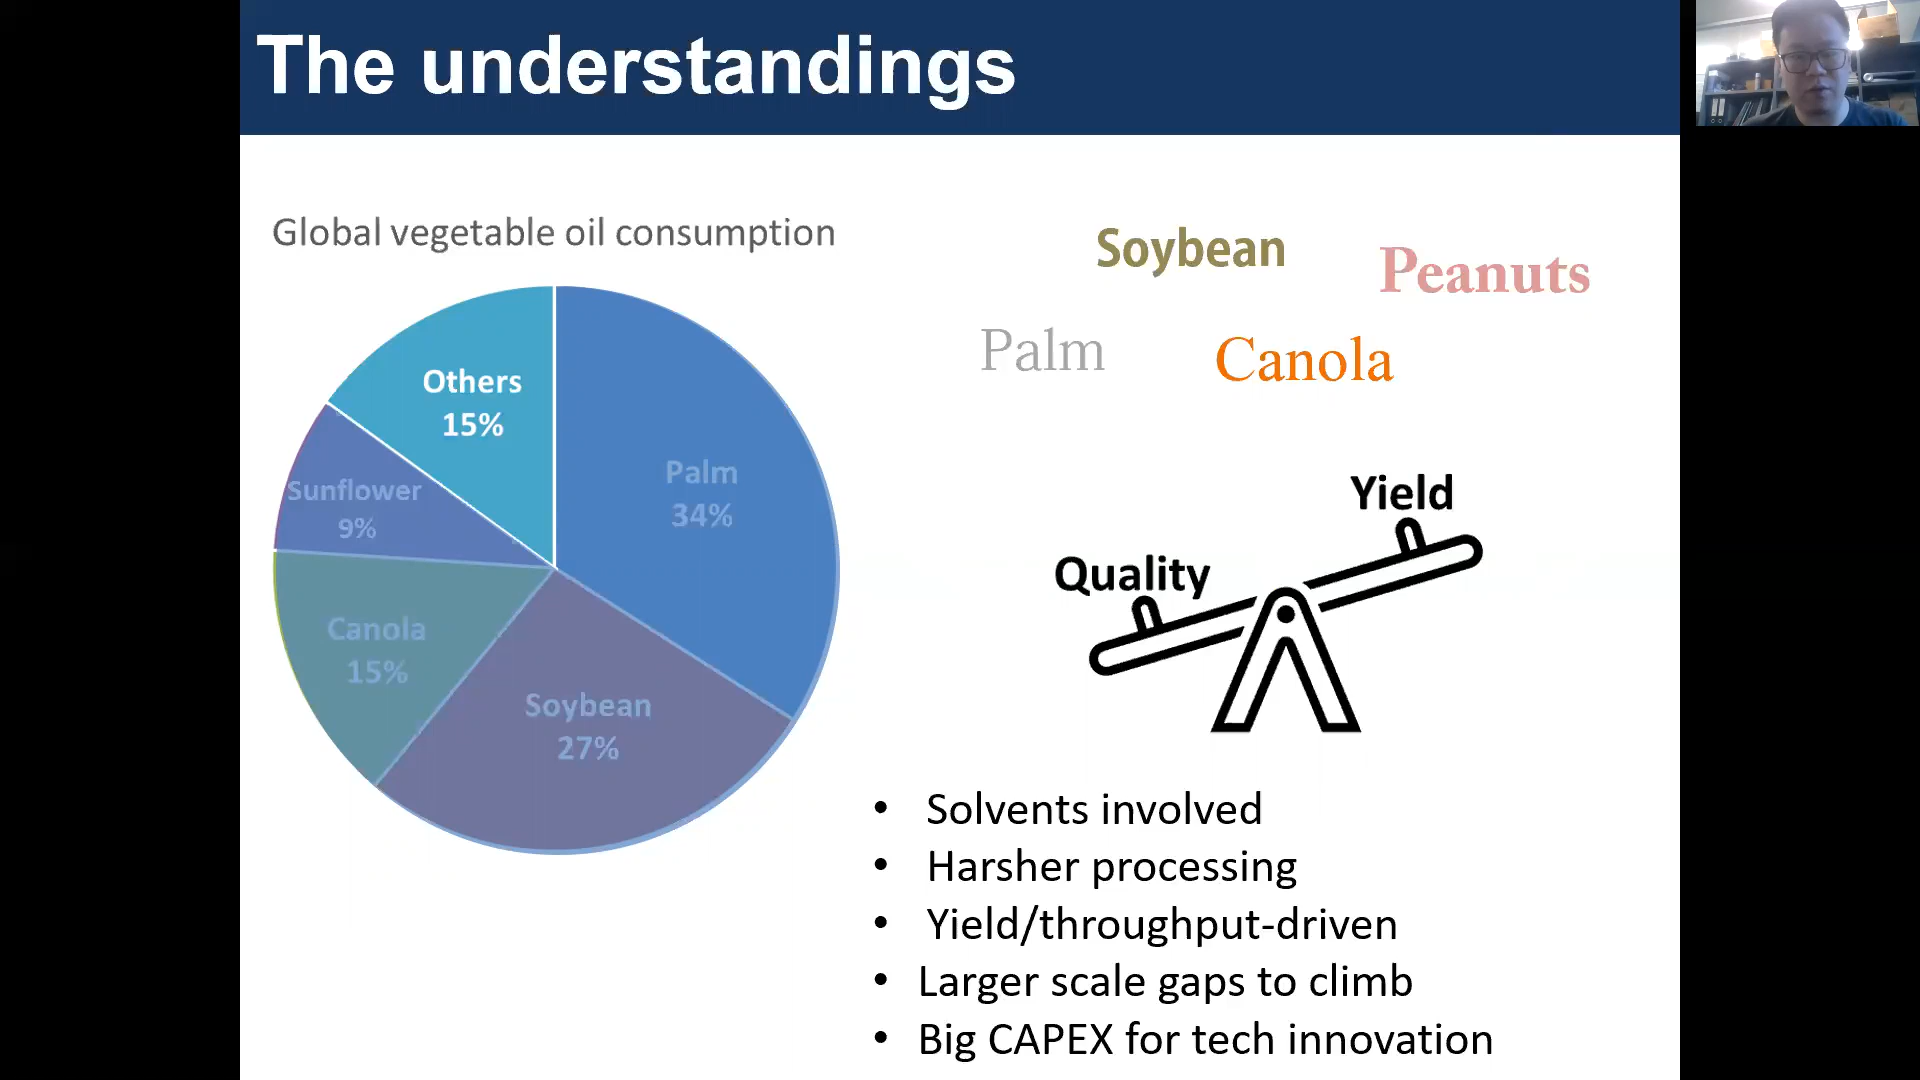 The understandings
Global vegetable oil consumption
Others
15%
Palm
34%
Sunflower
9%
Canola
15%
Soybean
27%
Soybean
Peanuts
Palm
Canola
Yield
Quality
• Solvents involved
• Harsher processing
• Yield/throughput-driven
• Larger scale gaps to climb
• Big CAPEX for tech innovation